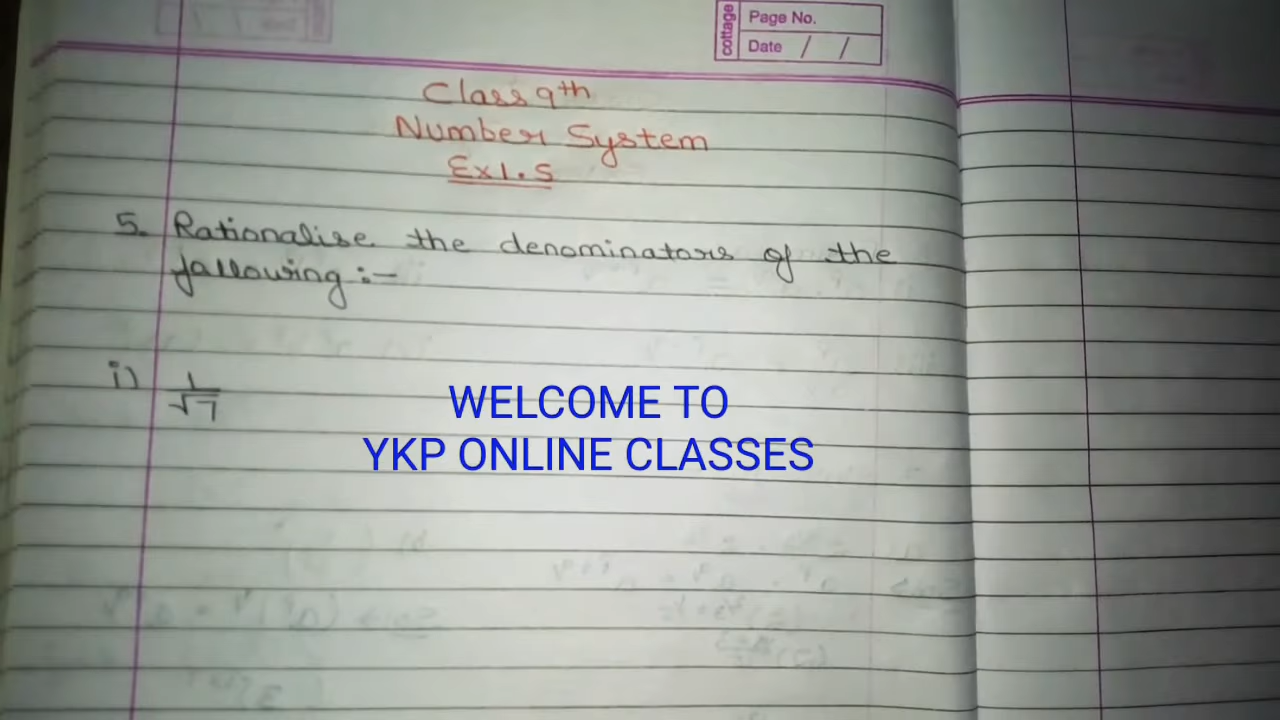 cottage
Page No.
Date / /
Class 9th
Number System
Ex1.5
5. Rationalise the denominators of the
following :-
i) 1/√7
WELCOME TO
YKP ONLINE CLASSES